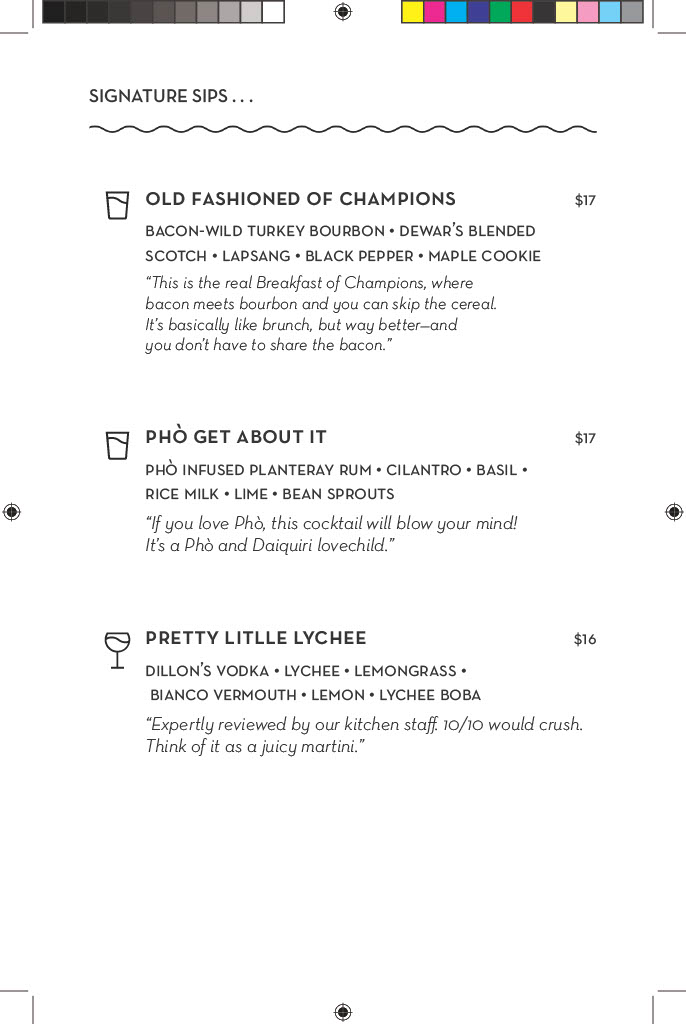 SIGNATURE SIPS . . .
OLD FASHIONED OF CHAMPIONS $17
BACON-WILD TURKEY BOURBON • DEWAR'S BLENDED
SCOTCH • LAPSANG • BLACK PEPPER • MAPLE COOKIE
“This is the real Breakfast of Champions, where
bacon meets bourbon and you can skip the cereal.
It's basically like brunch, but way better—and
you don't have to share the bacon.”
PHÒ GET ABOUT IT $17
PHÒ INFUSED PLANTERAY RUM • CILANTRO • BASIL •
RICE MILK • LIME • BEAN SPROUTS
“If you love Phò, this cocktail will blow your mind!
It's a Phò and Daiquiri lovechild.”
PRETTY LITLLE LYCHEE $16
DILLON'S VODKA • LYCHEE • LEMONGRASS •
BIANCO VERMOUTH • LEMON • LYCHEE BOBA
“Expertly reviewed by our kitchen staff. 10/10 would crush.
Think of it as a juicy martini.”